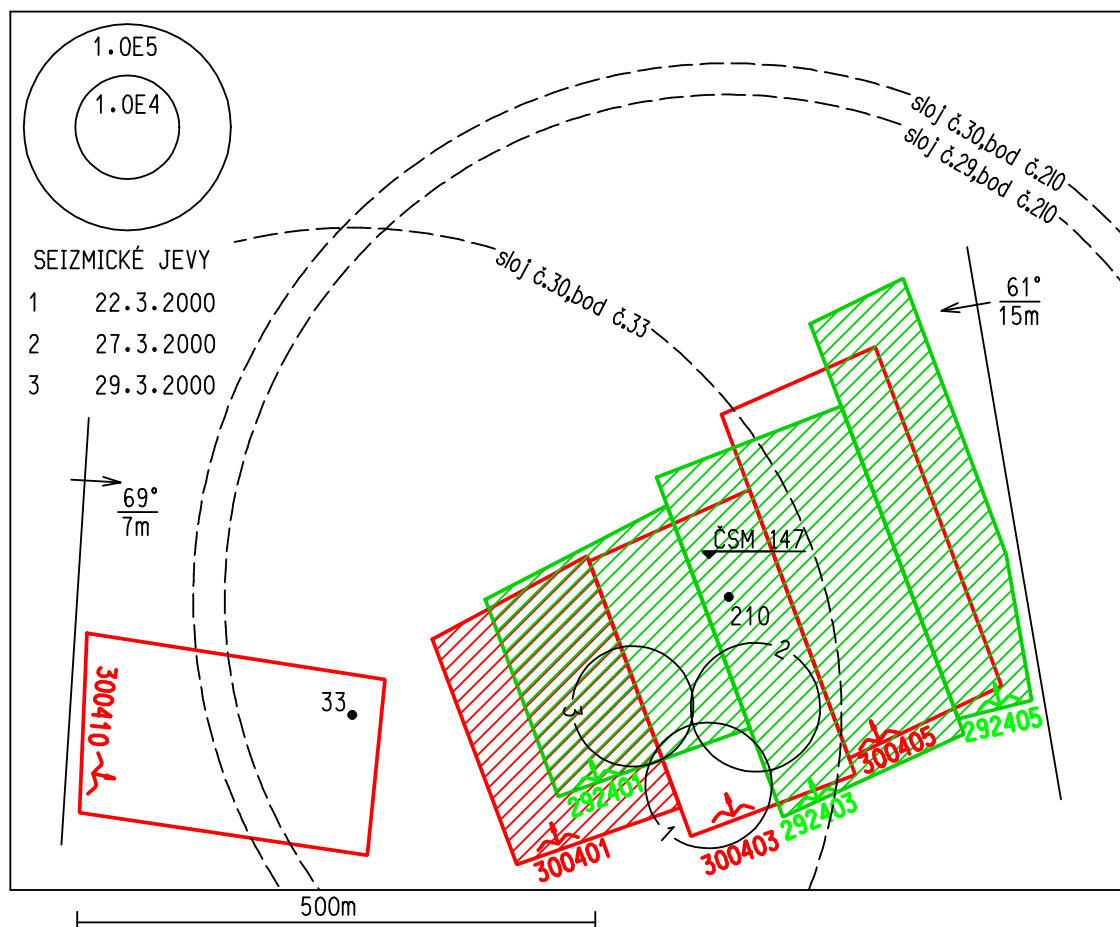 1.0E5
1.0E4
SEIZMICKÉ JEVY
1 22.3.2000
2 27.3.2000
3 29.3.2000
sloj č.30,bod č.210
sloj č.29,bod č.210
sloj č.30,bod č.33
61°
15m
69°
7m
ČSM 147
210
2
3
1
33
300410
292401
300401
300403
292403
300405
292405
500m